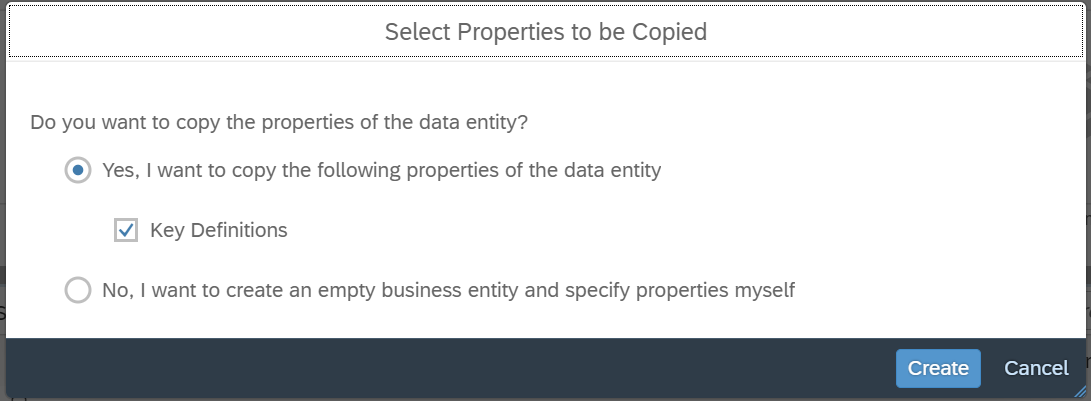 Select Properties to be Copied
Do you want to copy the properties of the data entity?
Yes, I want to copy the following properties of the data entity
Key Definitions
No, I want to create an empty business entity and specify properties myself
Create Cancel